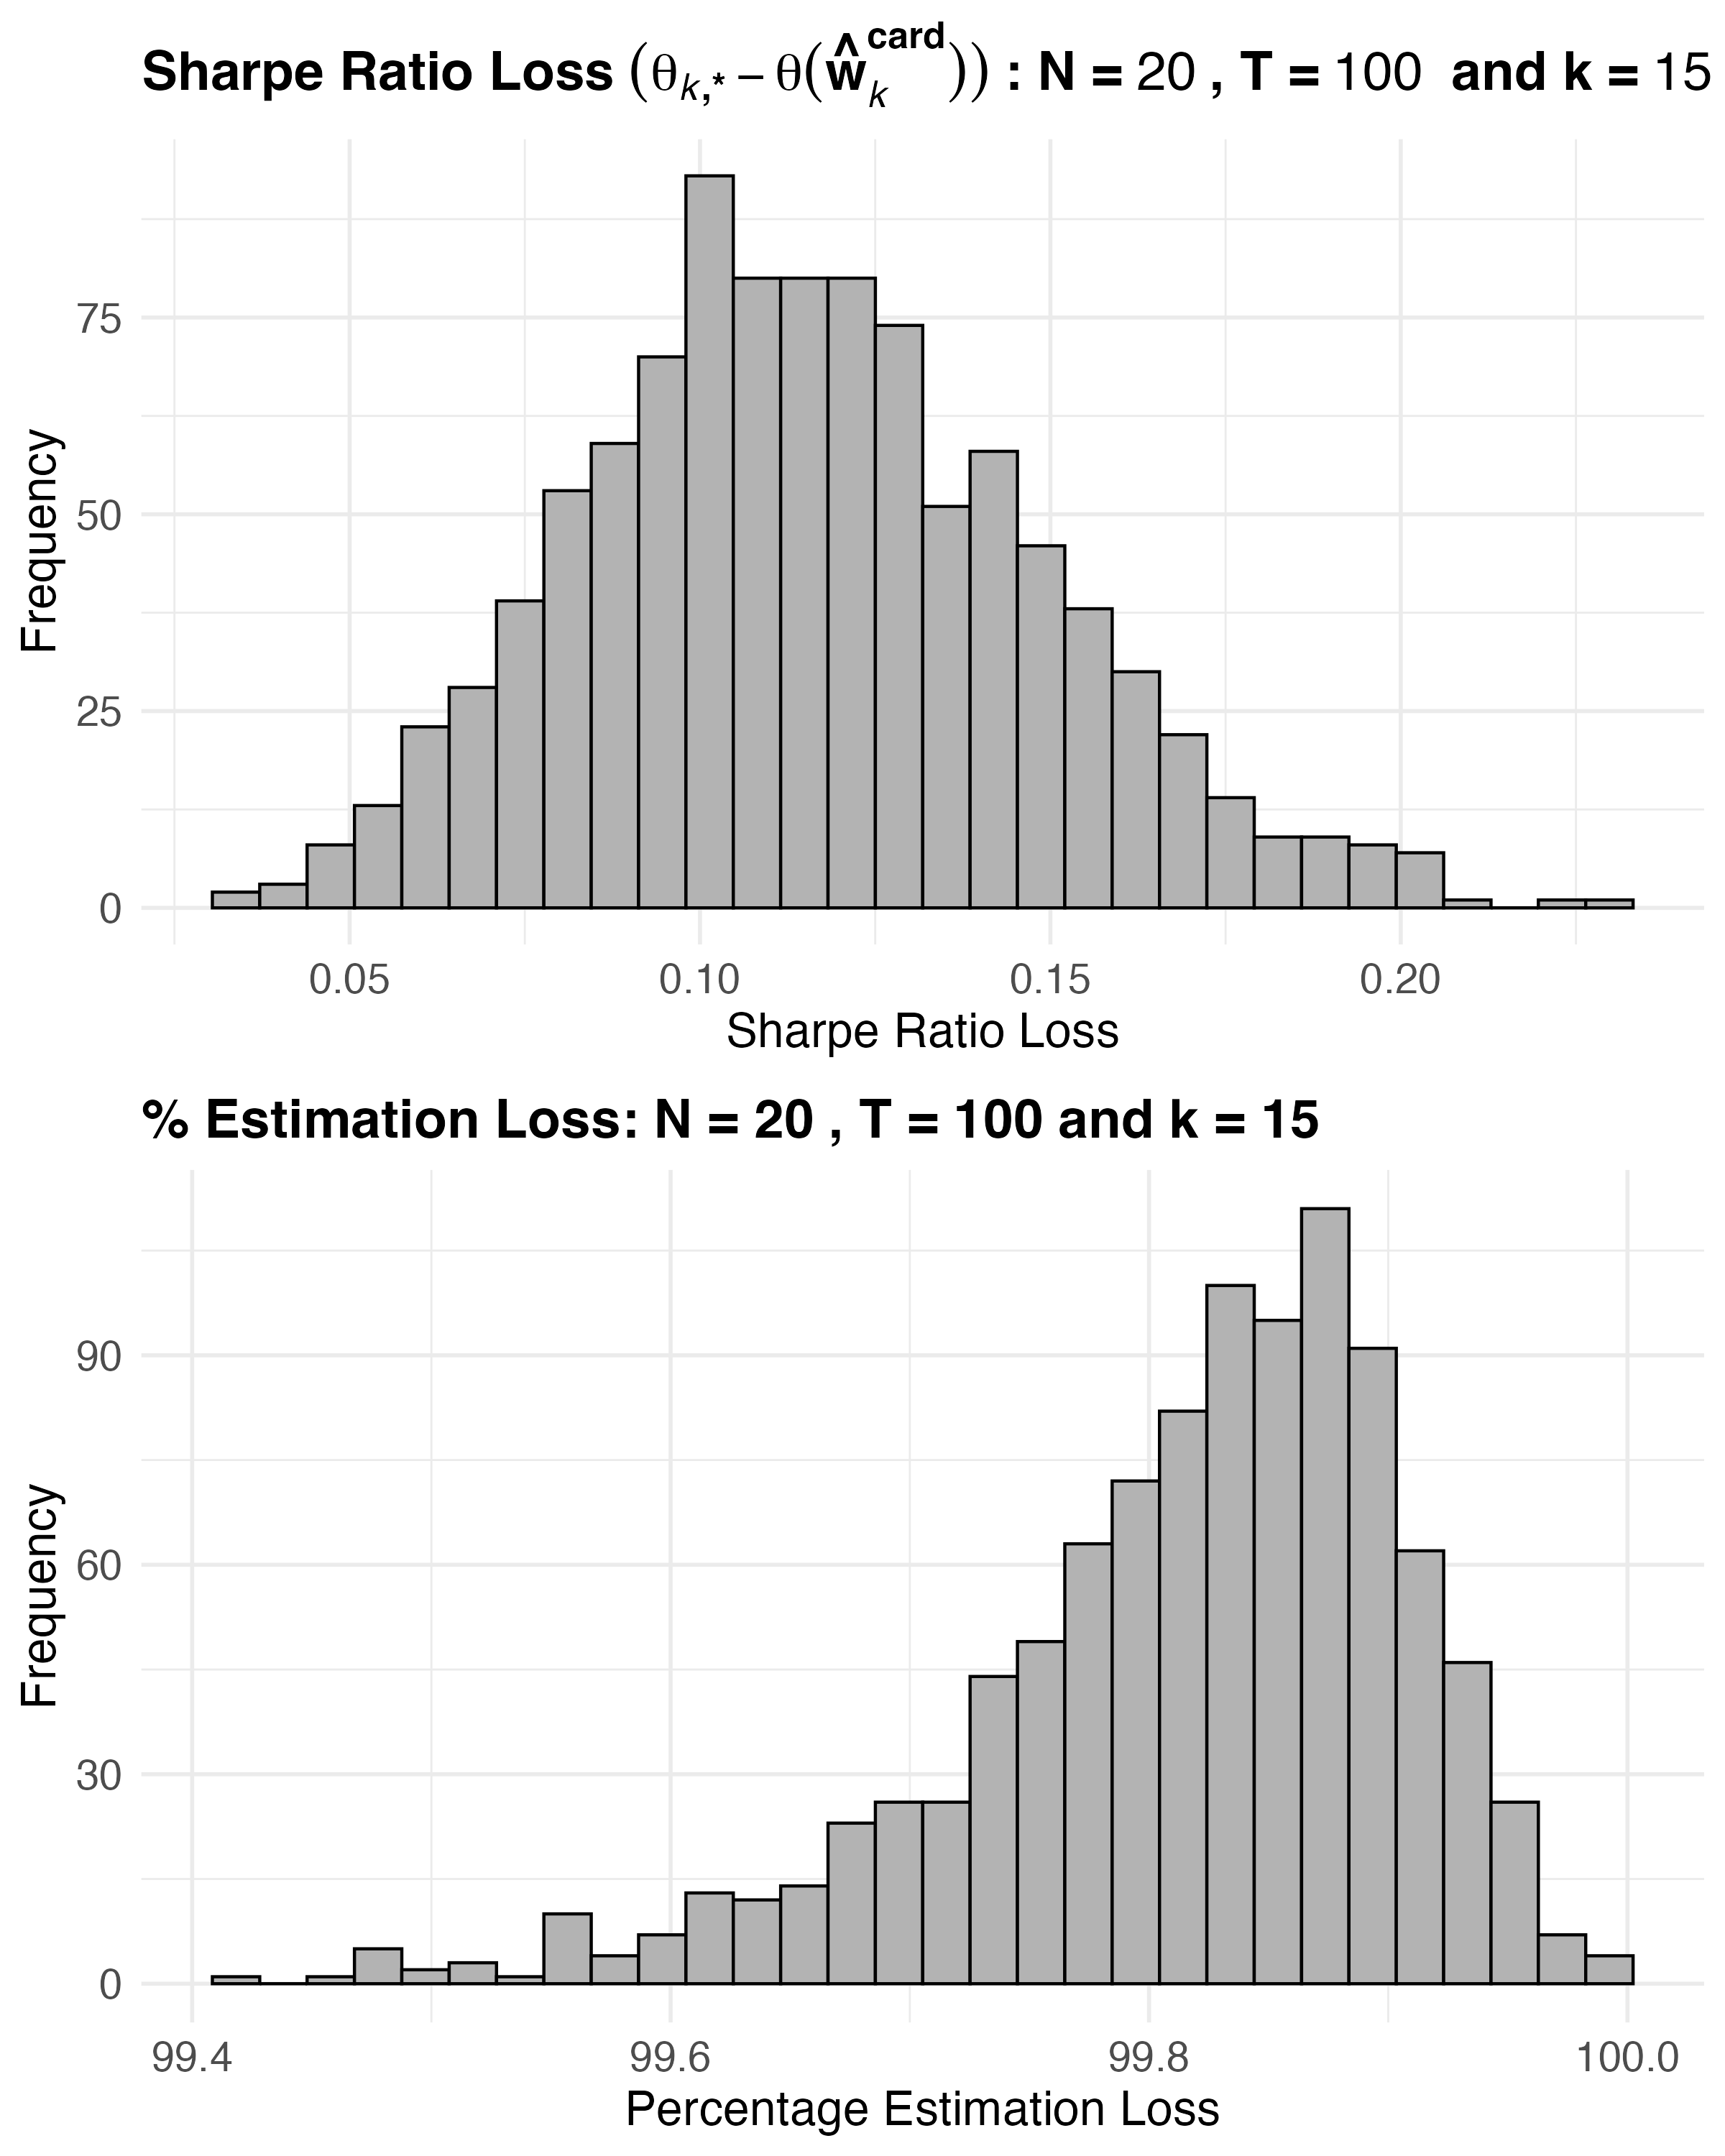 Sharpe Ratio Loss (θk,* − θ(ŵk^card)) : N = 20 , T = 100 and k = 15
Frequency
75
50
25
0
0.05 0.10 0.15 0.20
Sharpe Ratio Loss
% Estimation Loss: N = 20 , T = 100 and k = 15
Frequency
90
60
30
0
99.4 99.6 99.8 100.0
Percentage Estimation Loss